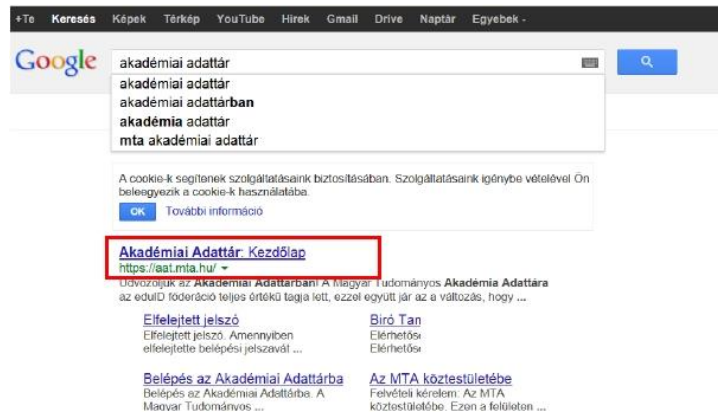 +Te Keresés Képek Térkép YouTube Hírek Gmail Drive Naptár Egyebek
Google akadémiai adattár
akadémiai adattár
akadémiai adattárban
akadémia adattár
mta akadémiai adattár
A cookie-k segítenek szolgáltatásaink biztosításában. Szolgáltatásaink igénybe vételével Ön
beleegyezik a cookie-k használatába.
OK További információ
Akadémiai Adattár: Kezdőlap
https://aat.mta.hu/
Üdvözöljük az Akadémiai Adattárban! A Magyar Tudományos Akadémia Adattára
az eduID föderáció teljes értékű tagja lett, ezzel együtt jár az a változás, hogy ...
Elfelejtett jelszó
Elfelejtett jelszó. Amennyiben
elfelejtette belépési jelszavát ...
Biró Tan
Elérhetős
Elérhetős
Belépés az Akadémiai Adattárba
Belépés az Akadémiai Adattárba. A
Magyar Tudományos ...
Az MTA köztestületébe
Felvételi kérelem: Az MTA
köztestületébe. Ezen a felületen ...